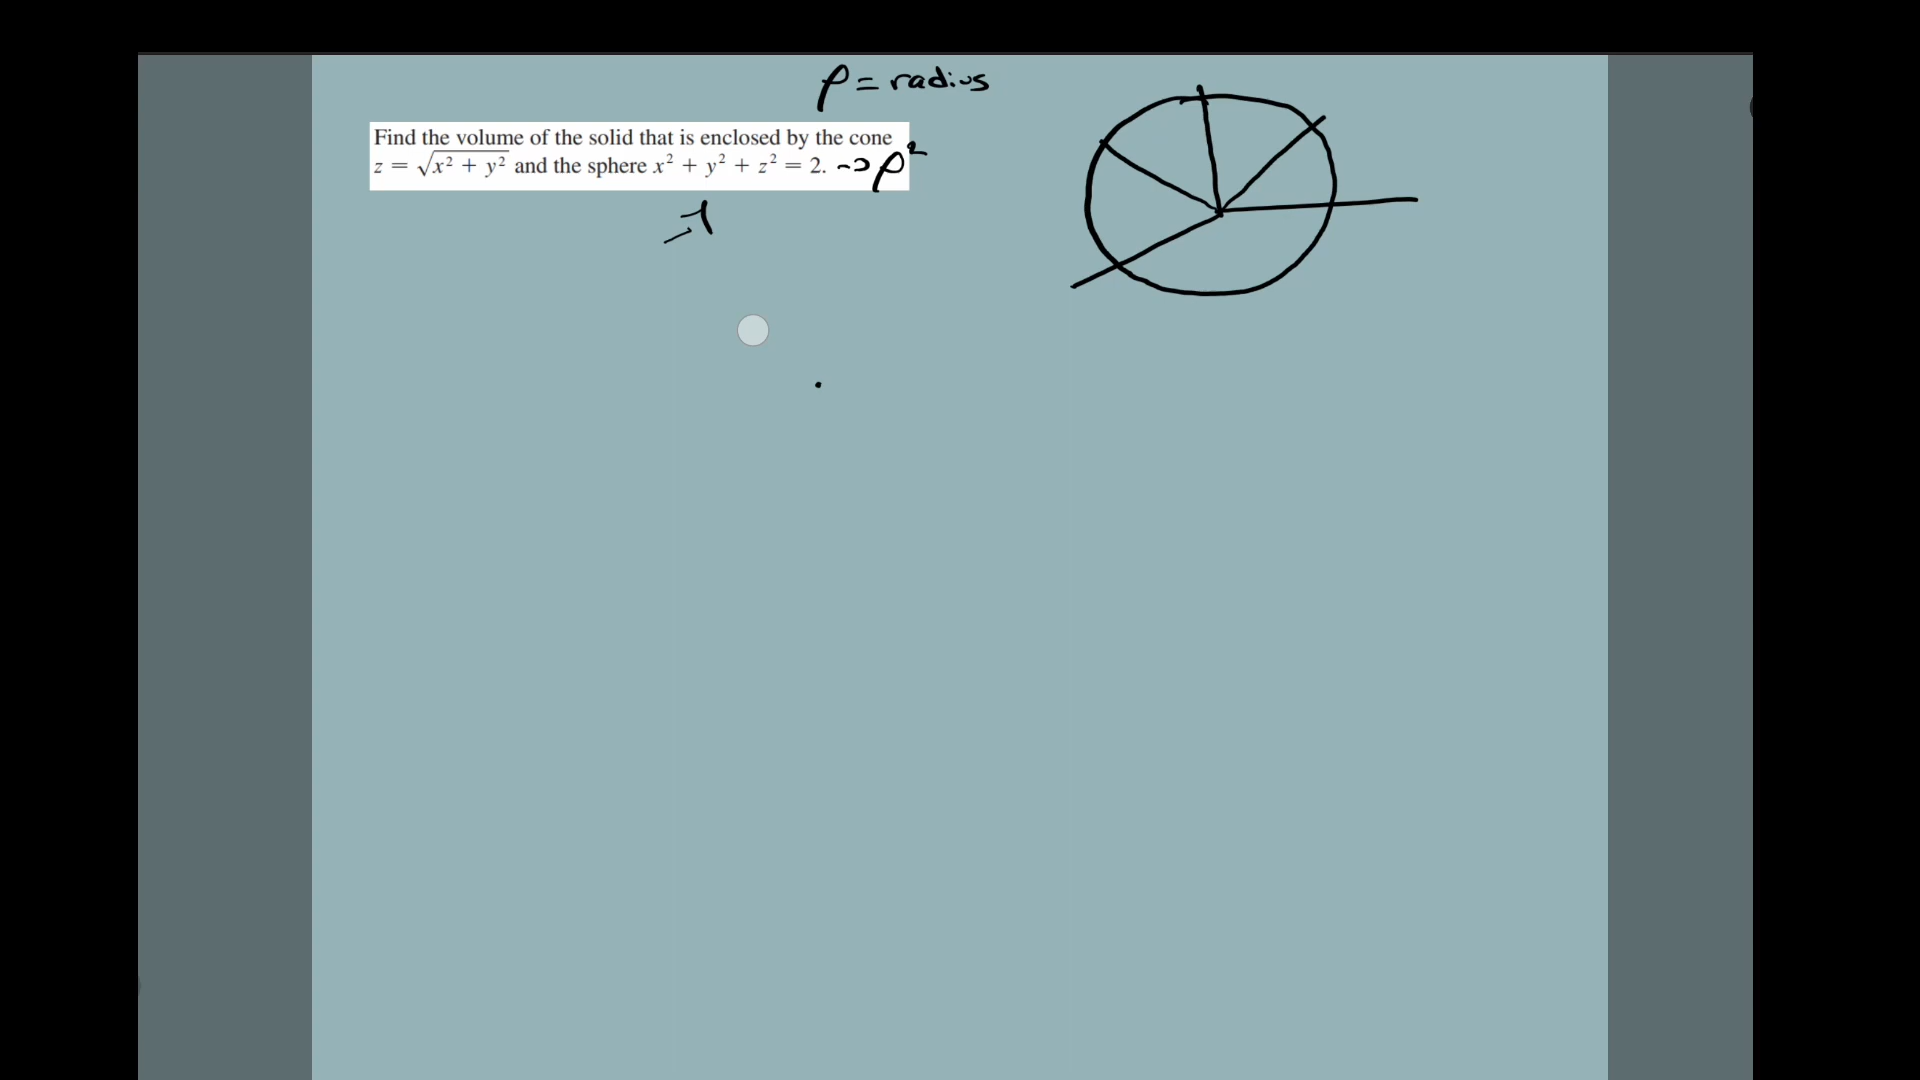 ρ = radius
Find the volume of the solid that is enclosed by the cone
z = √x² + y² and the sphere x² + y² + z² = 2. → ρ²